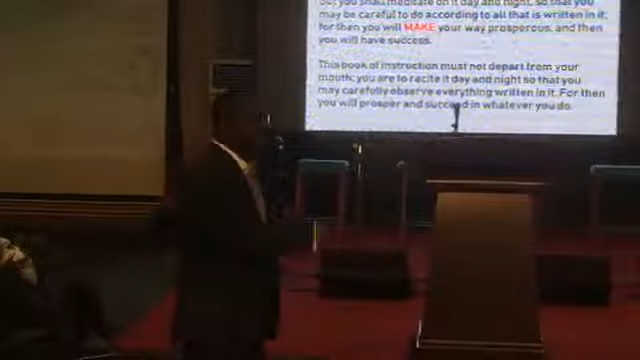 but you shall meditate on it day and night, so that you
may be careful to do according to all that is written in it;
for then you will MAKE your way prosperous, and then
you will have success.
This book of instruction must not depart from your
mouth; you are to recite it day and night so that you
may carefully observe everything written in it. For then
you will prosper and succeed in whatever you do.